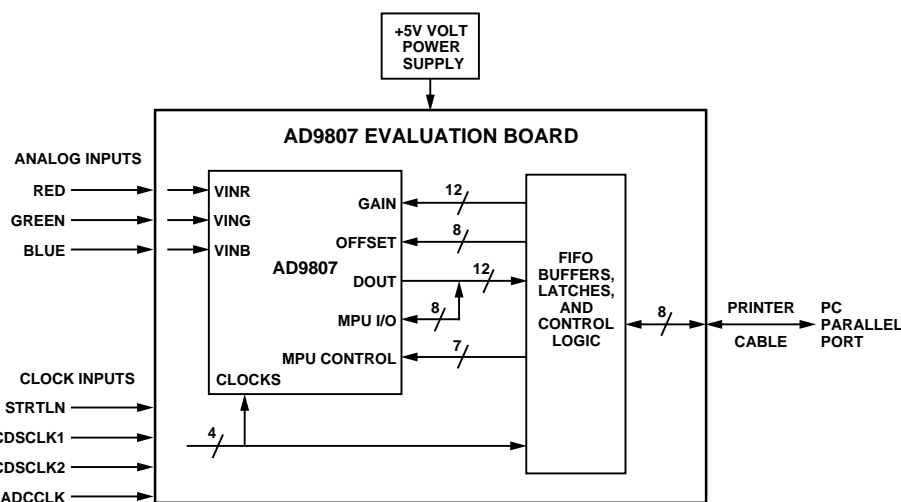 +5V VOLT
POWER
SUPPLY
AD9807 EVALUATION BOARD
ANALOG INPUTS
RED
GREEN
BLUE
VINR
VING
VINB
AD9807
GAIN
OFFSET
DOUT
MPU I/O
MPU CONTROL
CLOCKS
12
8
12
8
7
FIFO
BUFFERS,
LATCHES,
AND
CONTROL
LOGIC
8
PRINTER
CABLE
PC
PARALLEL
PORT
CLOCK INPUTS
STRTLN
CDSCLK1
CDSCLK2
ADCCLK
4